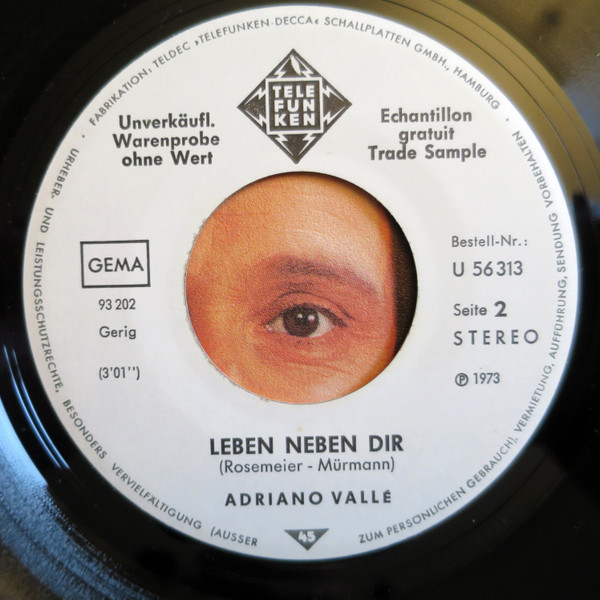 FABRIKATION: TELDEC »TELEFUNKEN-DECCA« SCHALLPLATTEN GMBH., HAMBURG ·
TELE
FUN
KEN
Unverkäufl.
Warenprobe
ohne Wert
Echantillon
gratuit
Trade Sample
GEMA
93 202
Gerig
(3'01'')
Bestell-Nr.:
U 56 313
Seite 2
STEREO
Ⓟ 1973
LEBEN NEBEN DIR
(Rosemeier - Mürmann)
ADRIANO VALLÉ
45
· URHEBER- UND LEISTUNGSSCHUTZRECHTE, BESONDERS VERVIELFÄLTIGUNG (AUSSER
ZUM PERSÖNLICHEN GEBRAUCH), VERMIETUNG, AUFFÜHRUNG, SENDUNG VORBEHALTEN ·